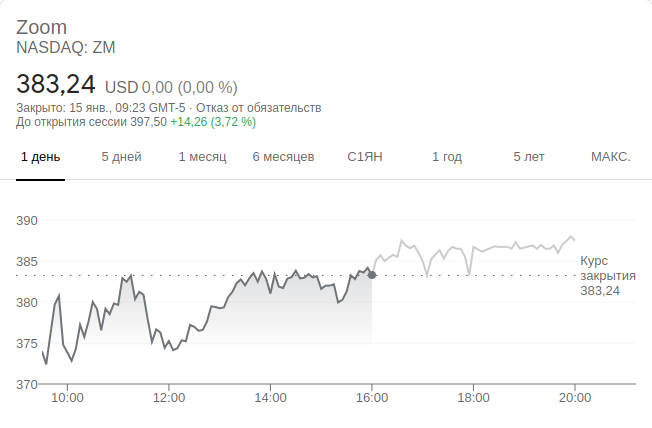 Zoom
NASDAQ: ZM
383,24 USD 0,00 (0,00 %)
Закрыто: 15 янв., 09:23 GMT-5 · Отказ от обязательств
До открытия сессии 397,50 +14,26 (3,72 %)
1 день 5 дней 1 месяц 6 месяцев С1ЯН 1 год 5 лет МАКС.
390
385
Курс
закрытия
383,24
380
375
370
10:00 12:00 14:00 16:00 18:00 20:00